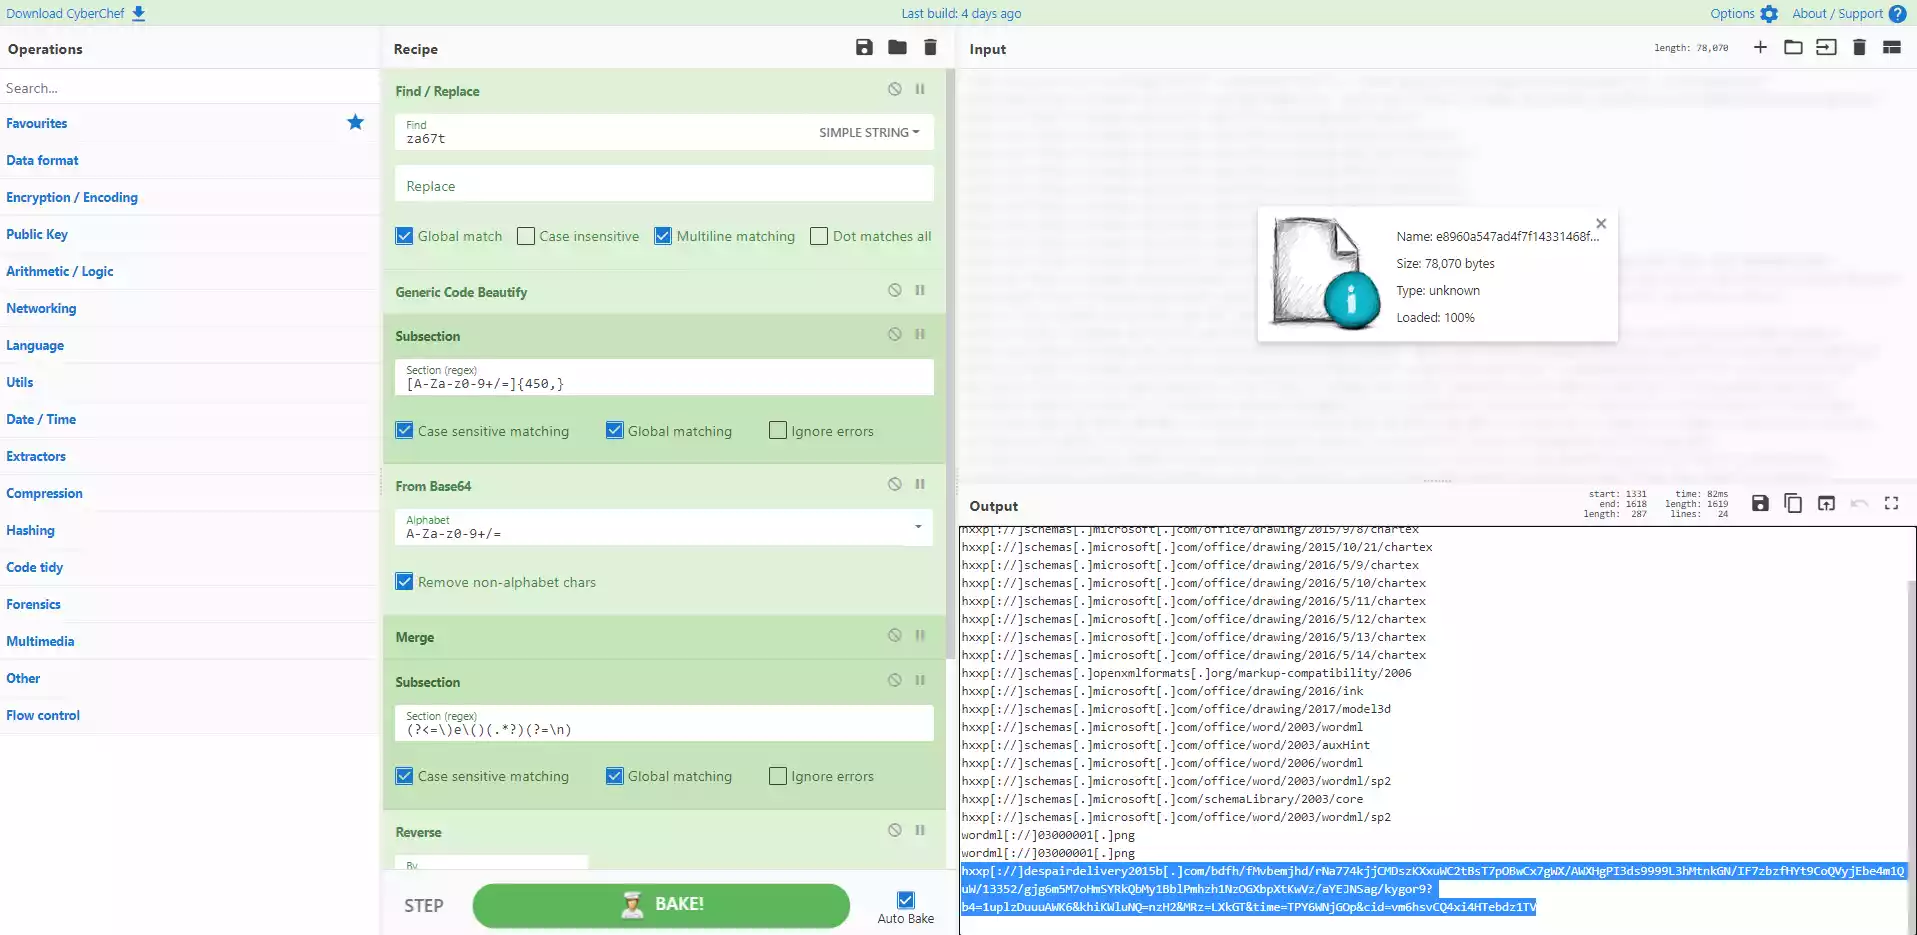 Download CyberChef
Last build: 4 days ago
Options
About / Support
Operations
Search...
Favourites
Data format
Encryption / Encoding
Public Key
Arithmetic / Logic
Networking
Language
Utils
Date / Time
Extractors
Compression
Hashing
Code tidy
Forensics
Multimedia
Other
Flow control
Recipe
Find / Replace
Find
za67t
SIMPLE STRING
Replace
Global match
Case insensitive
Multiline matching
Dot matches all
Generic Code Beautify
Subsection
Section (regex)
[A-Za-z0-9+/=]{450,}
Case sensitive matching
Global matching
Ignore errors
From Base64
Alphabet
A-Za-z0-9+/=
Remove non-alphabet chars
Merge
Subsection
Section (regex)
(?<=\)e\()(.*?)(?=\n)
Case sensitive matching
Global matching
Ignore errors
Reverse
By
STEP
BAKE!
Auto Bake
Input
length: 78,070
Name: e8960a547ad4f7f14331468f...
Size: 78,070 bytes
Type: unknown
Loaded: 100%
Output
start: 1331
end: 1618
length: 287
time: 82ms
length: 1619
lines: 24
hxxp[://]schemas[.]microsoft[.]com/office/drawing/2015/9/8/chartex
hxxp[://]schemas[.]microsoft[.]com/office/drawing/2015/10/21/chartex
hxxp[://]schemas[.]microsoft[.]com/office/drawing/2016/5/9/chartex
hxxp[://]schemas[.]microsoft[.]com/office/drawing/2016/5/10/chartex
hxxp[://]schemas[.]microsoft[.]com/office/drawing/2016/5/11/chartex
hxxp[://]schemas[.]microsoft[.]com/office/drawing/2016/5/12/chartex
hxxp[://]schemas[.]microsoft[.]com/office/drawing/2016/5/13/chartex
hxxp[://]schemas[.]microsoft[.]com/office/drawing/2016/5/14/chartex
hxxp[://]schemas[.]openxmlformats[.]org/markup-compatibility/2006
hxxp[://]schemas[.]microsoft[.]com/office/drawing/2016/ink
hxxp[://]schemas[.]microsoft[.]com/office/drawing/2017/model3d
hxxp[://]schemas[.]microsoft[.]com/office/word/2003/wordml
hxxp[://]schemas[.]microsoft[.]com/office/word/2003/auxHint
hxxp[://]schemas[.]microsoft[.]com/office/word/2006/wordml
hxxp[://]schemas[.]microsoft[.]com/office/word/2003/wordml/sp2
hxxp[://]schemas[.]microsoft[.]com/schemaLibrary/2003/core
hxxp[://]schemas[.]microsoft[.]com/office/word/2003/wordml/sp2
wordml[://]03000001[.]png
wordml[://]03000001[.]png
hxxp[://]despairdelivery2015b[.]com/bdfh/fMvbemjhd/rNa774kjjCMDszKXxuWC2tBsT7pOBwCx7gWX/AWXHgPI3ds9999L3hMtnkGN/IF7zbzfHYt9CoQVyjEbe4m1Q
uW/13352/gjg6m5M7oHmSYRkQbMy1BblPmhzh1NzOGXbpXtKwVz/aYEJNSag/kygor9?
b4=1uplzDuuuAWK6&khiKWluNQ=nzH2&MRz=LXkGT&time=TPY6WNjGOp&cid=vm6hsvCQ4xi4HTebdz1TV